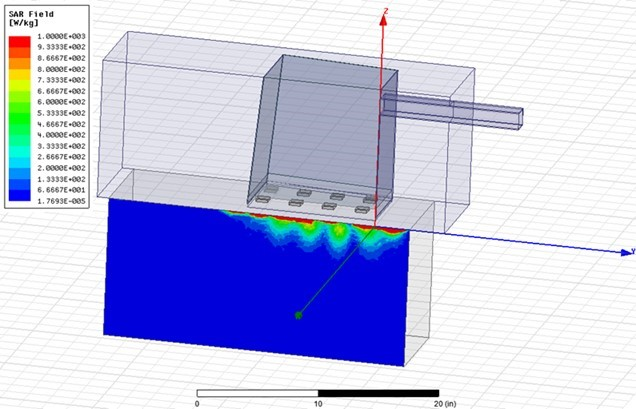 SAR Field
[W/kg]
1.0000E+003
9.3333E+002
8.6667E+002
8.0000E+002
7.3333E+002
6.6667E+002
6.0000E+002
5.3333E+002
4.6667E+002
4.0000E+002
3.3333E+002
2.6667E+002
2.0000E+002
1.3333E+002
6.6667E+001
1.7693E-005
Z
Y
0 10 20 (in)